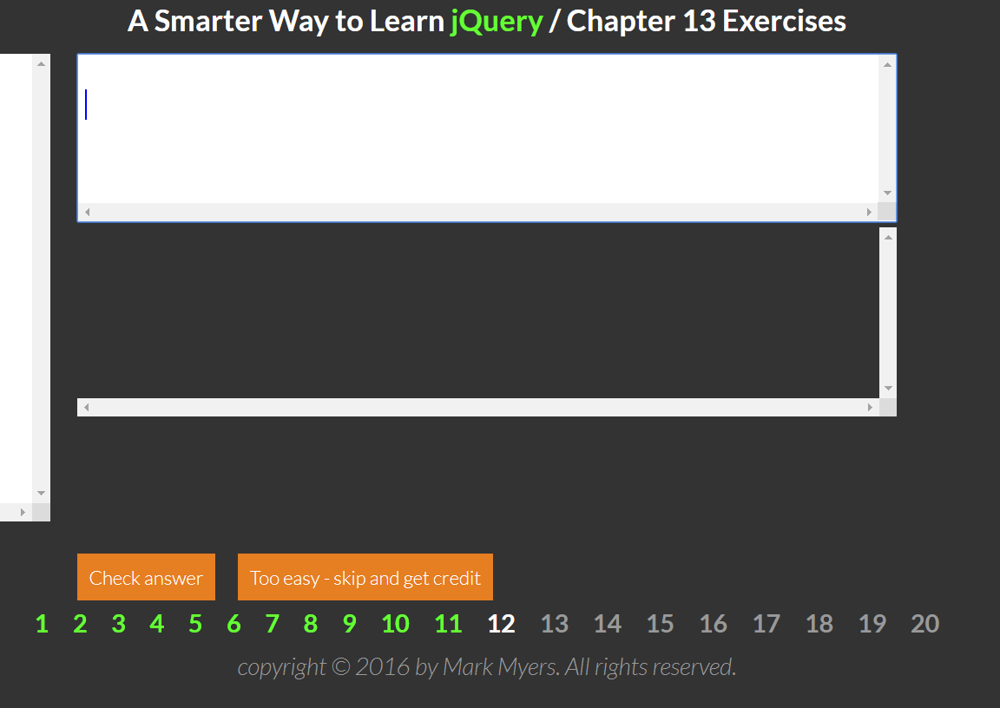 A Smarter Way to Learn jQuery / Chapter 13 Exercises
Check answer
Too easy - skip and get credit
1 2 3 4 5 6 7 8 9 10 11 12 13 14 15 16 17 18 19 20
copyright © 2016 by Mark Myers. All rights reserved.